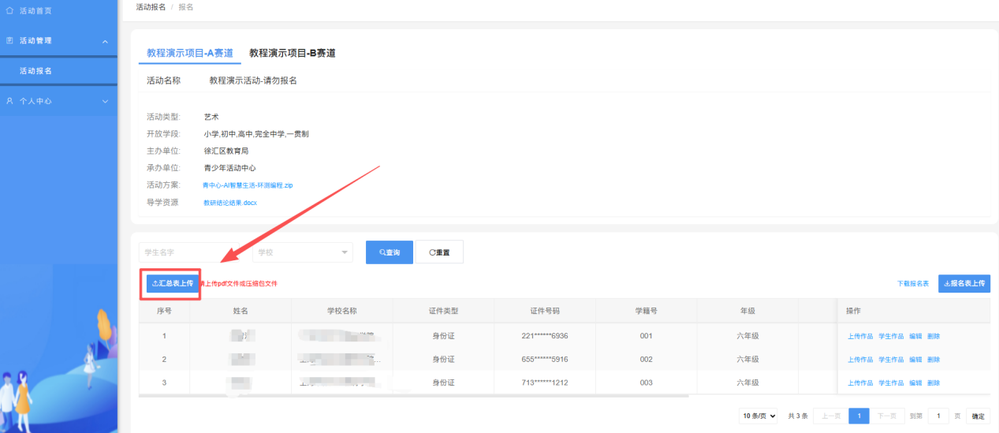 活动首页
活动管理
活动报名
个人中心
活动报名 / 报名
教程演示项目-A赛道 教程演示项目-B赛道
活动名称 教程演示活动-请勿报名
活动类型: 艺术
开放学段: 小学,初中,高中,完全中学,一贯制
主办单位: 徐汇区教育局
承办单位: 青少年活动中心
活动方案: 青中心-AI智慧生活-环测编程.zip
导学资源 教研结论结果.docx
学生名字 学校 查询 重置
汇总表上传 请上传pdf文件或压缩包文件 下载报名表 报名表上传
序号 姓名 学校名称 证件类型 证件号码 学籍号 年级 操作
1 身份证 221******6936 001 六年级 上传作品 学生作品 编辑 删除
2 身份证 655******5916 002 六年级 上传作品 学生作品 编辑 删除
3 身份证 713******1212 003 六年级 上传作品 学生作品 编辑 删除
10 条/页 共 3 条 上一页 1 下一页 到第 1 页 确定